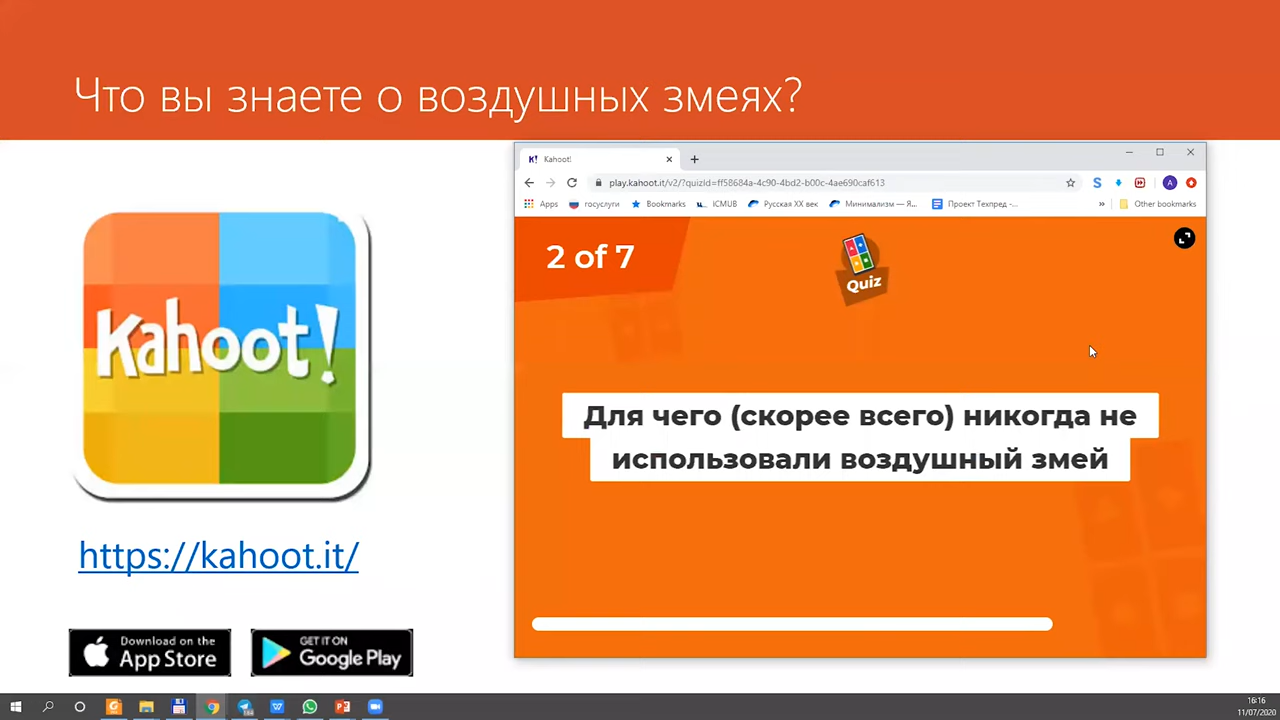 Что вы знаете о воздушных змеях?
K! Kahoot!
play.kahoot.it/v2/?quizId=ff58684a-4c90-4bd2-b00c-4ae690caf613
S
A
Apps
госуслуги
Bookmarks
ICMUB
Русская XX век
Минимализм — Я...
Проект Техпред -...
»
Other bookmarks
2 of 7
Quiz
Для чего (скорее всего) никогда не
использовали воздушный змей
Kahoot!
https://kahoot.it/
Download on the
App Store
GET IT ON
Google Play
16:16
11/07/2020